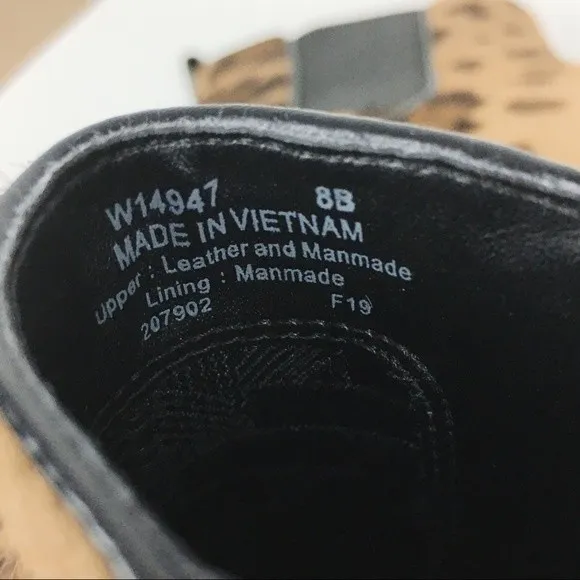 W14947 8B
MADE IN VIETNAM
Upper : Leather and Manmade
Lining : Manmade
207902 F19